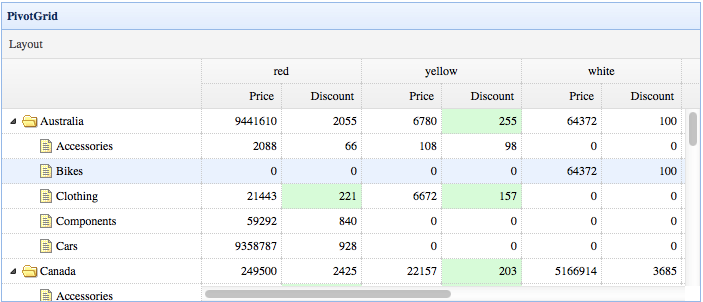 PivotGrid
Layout
red yellow white
Price Discount Price Discount Price Discount
Australia 9441610 2055 6780 255 64372 100
Accessories 2088 66 108 98 0 0
Bikes 0 0 0 0 64372 100
Clothing 21443 221 6672 157 0 0
Components 59292 840 0 0 0 0
Cars 9358787 928 0 0 0 0
Canada 249500 2425 22157 203 5166914 3685
Accessories